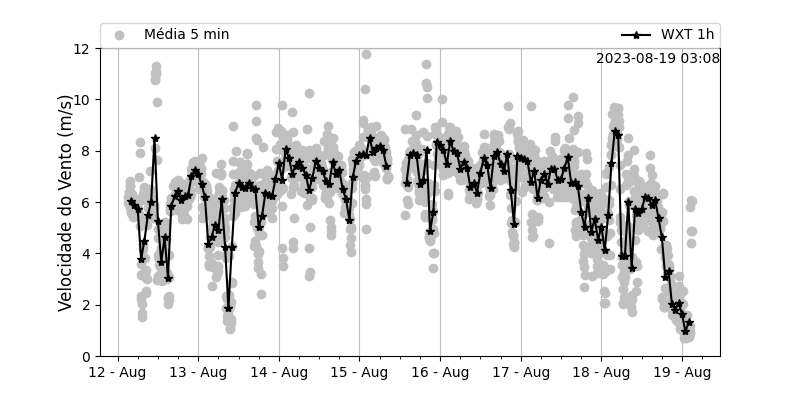 Média 5 min
WXT 1h
2023-08-19 03:08
Velocidade do Vento (m/s)
12
10
8
6
4
2
0
12 - Aug 13 - Aug 14 - Aug 15 - Aug 16 - Aug 17 - Aug 18 - Aug 19 - Aug